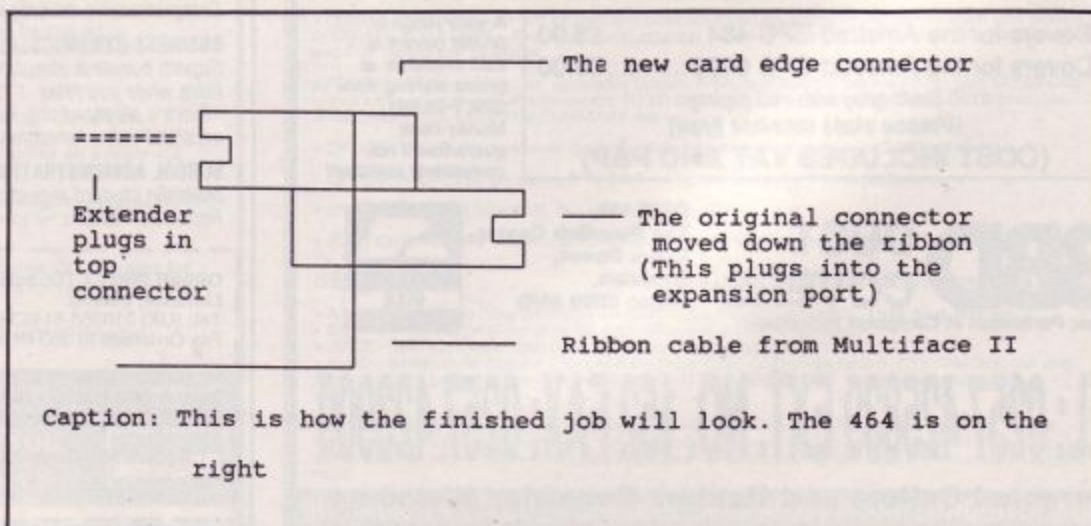 The new card edge connector
=======
Extender
plugs in
top
connector
The original connector
moved down the ribbon
(This plugs into the
expansion port)
Ribbon cable from Multiface II
Caption: This is how the finished job will look. The 464 is on the
right